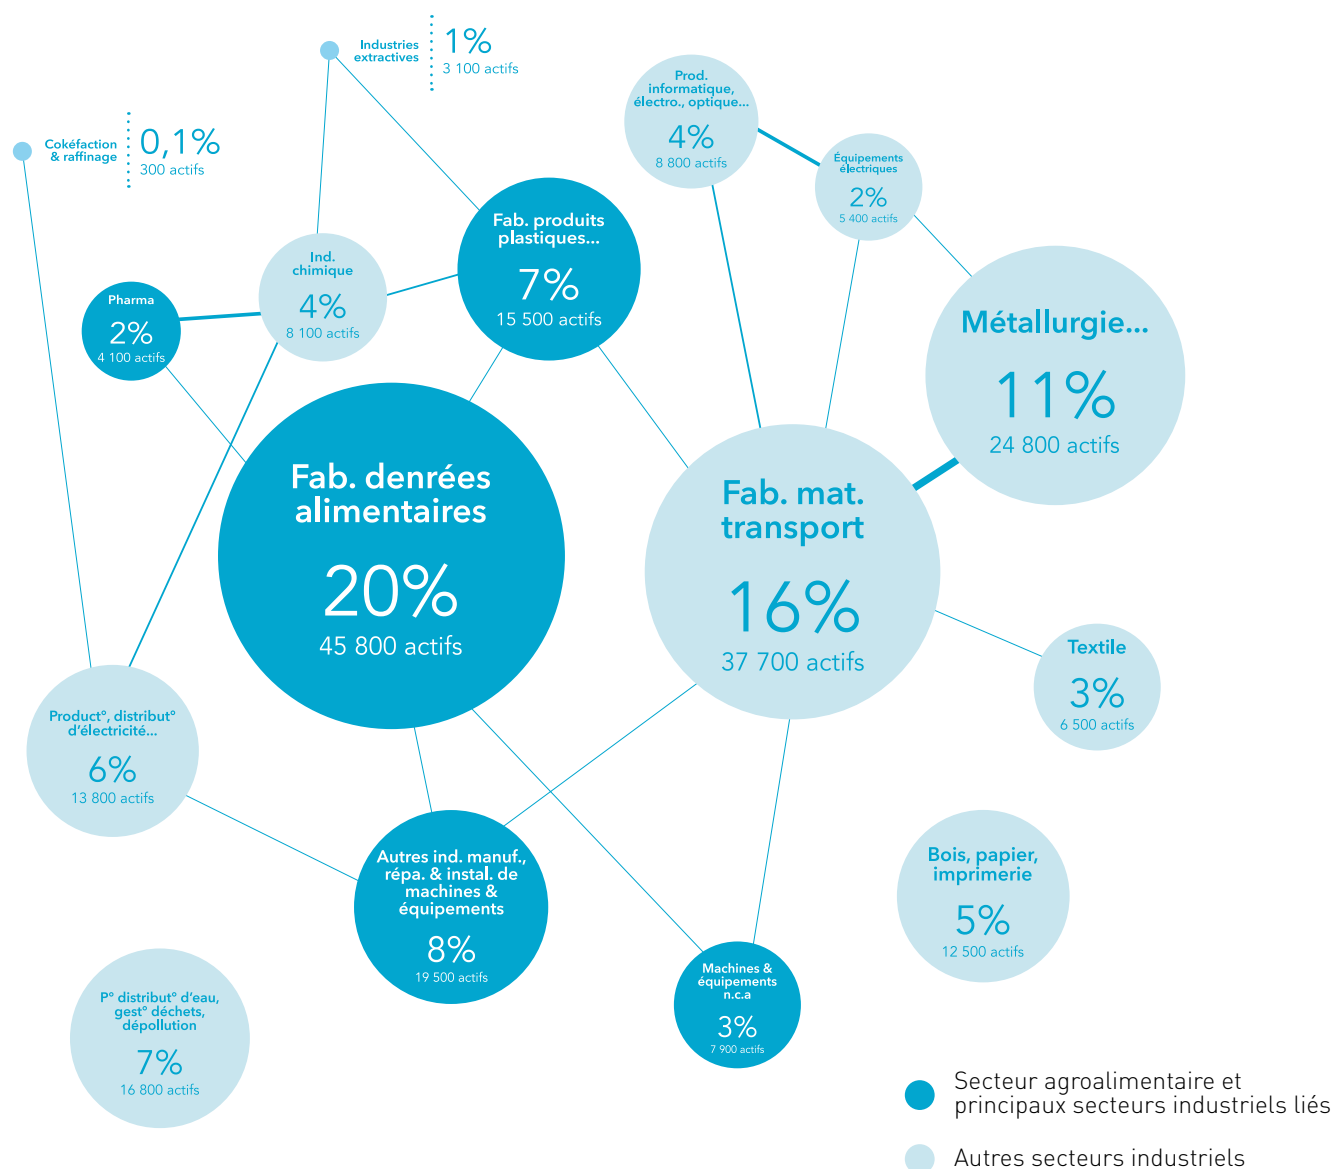 Industries
extractives
1%
3 100 actifs
Cokéfaction
& raffinage
0,1%
300 actifs
Prod.
informatique,
électro., optique...
4%
8 800 actifs
Équipements
électriques
2%
5 400 actifs
Fab. produits
plastiques...
7%
15 500 actifs
Ind.
chimique
4%
8 100 actifs
Pharma
2%
4 100 actifs
Métallurgie...
11%
24 800 actifs
Fab. denrées
alimentaires
20%
45 800 actifs
Fab. mat.
transport
16%
37 700 actifs
Textile
3%
6 500 actifs
Product°, distribut°
d'électricité...
6%
13 800 actifs
Autres ind. manuf.,
répa. & instal. de
machines &
équipements
8%
19 500 actifs
Bois, papier,
imprimerie
5%
12 500 actifs
Machines &
équipements
n.c.a
3%
7 900 actifs
P° distribut° d'eau,
gest° déchets,
dépollution
7%
16 800 actifs
Secteur agroalimentaire et
principaux secteurs industriels liés
Autres secteurs industriels